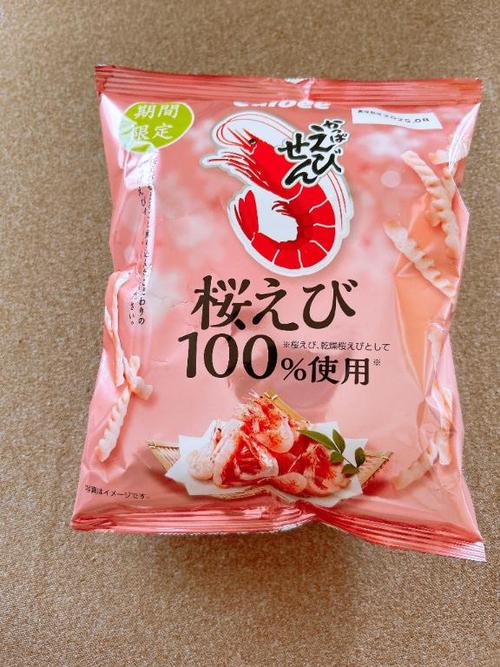 Calbee
期間
限定
2025.08
かっぱ
えび
せん
桜えび
※桜えび、乾燥桜えびとして
100%使用※
写真はイメージです。